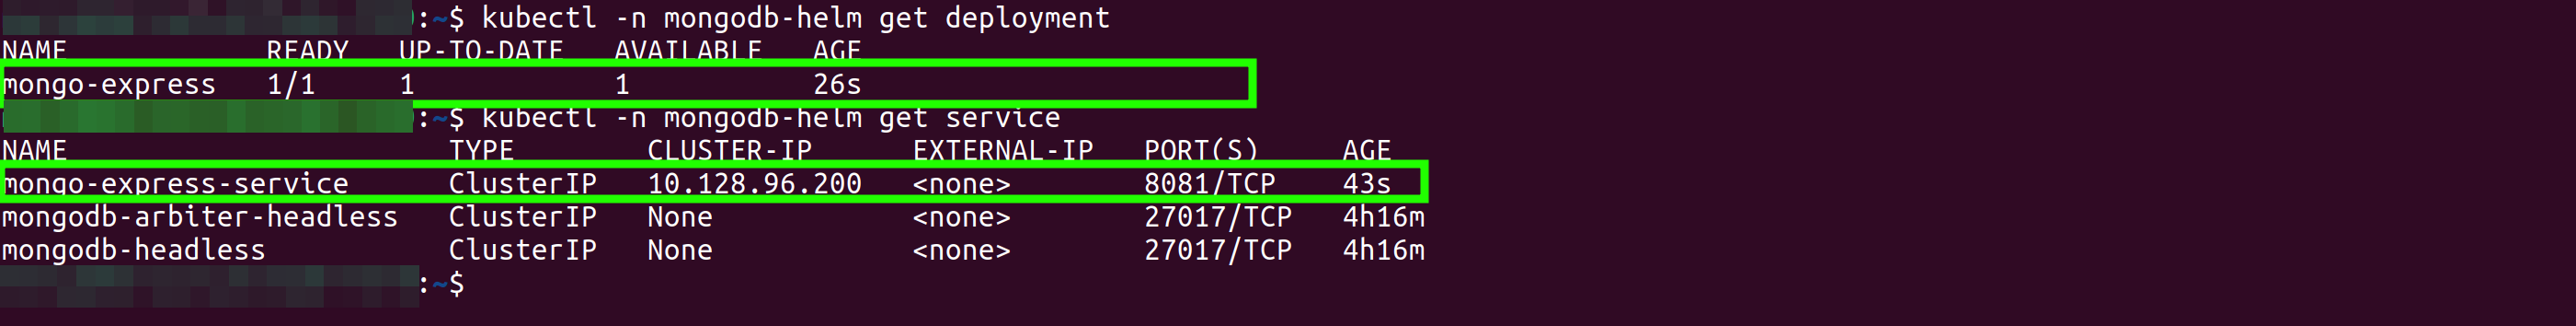 :~$ kubectl -n mongodb-helm get deployment
NAME            READY   UP-TO-DATE   AVAILABLE   AGE
mongo-express   1/1     1            1           26s
:~$ kubectl -n mongodb-helm get service
NAME                       TYPE        CLUSTER-IP      EXTERNAL-IP   PORT(S)     AGE
mongo-express-service      ClusterIP   10.128.96.200   <none>        8081/TCP    43s
mongodb-arbiter-headless   ClusterIP   None            <none>        27017/TCP   4h16m
mongodb-headless           ClusterIP   None            <none>        27017/TCP   4h16m
:~$